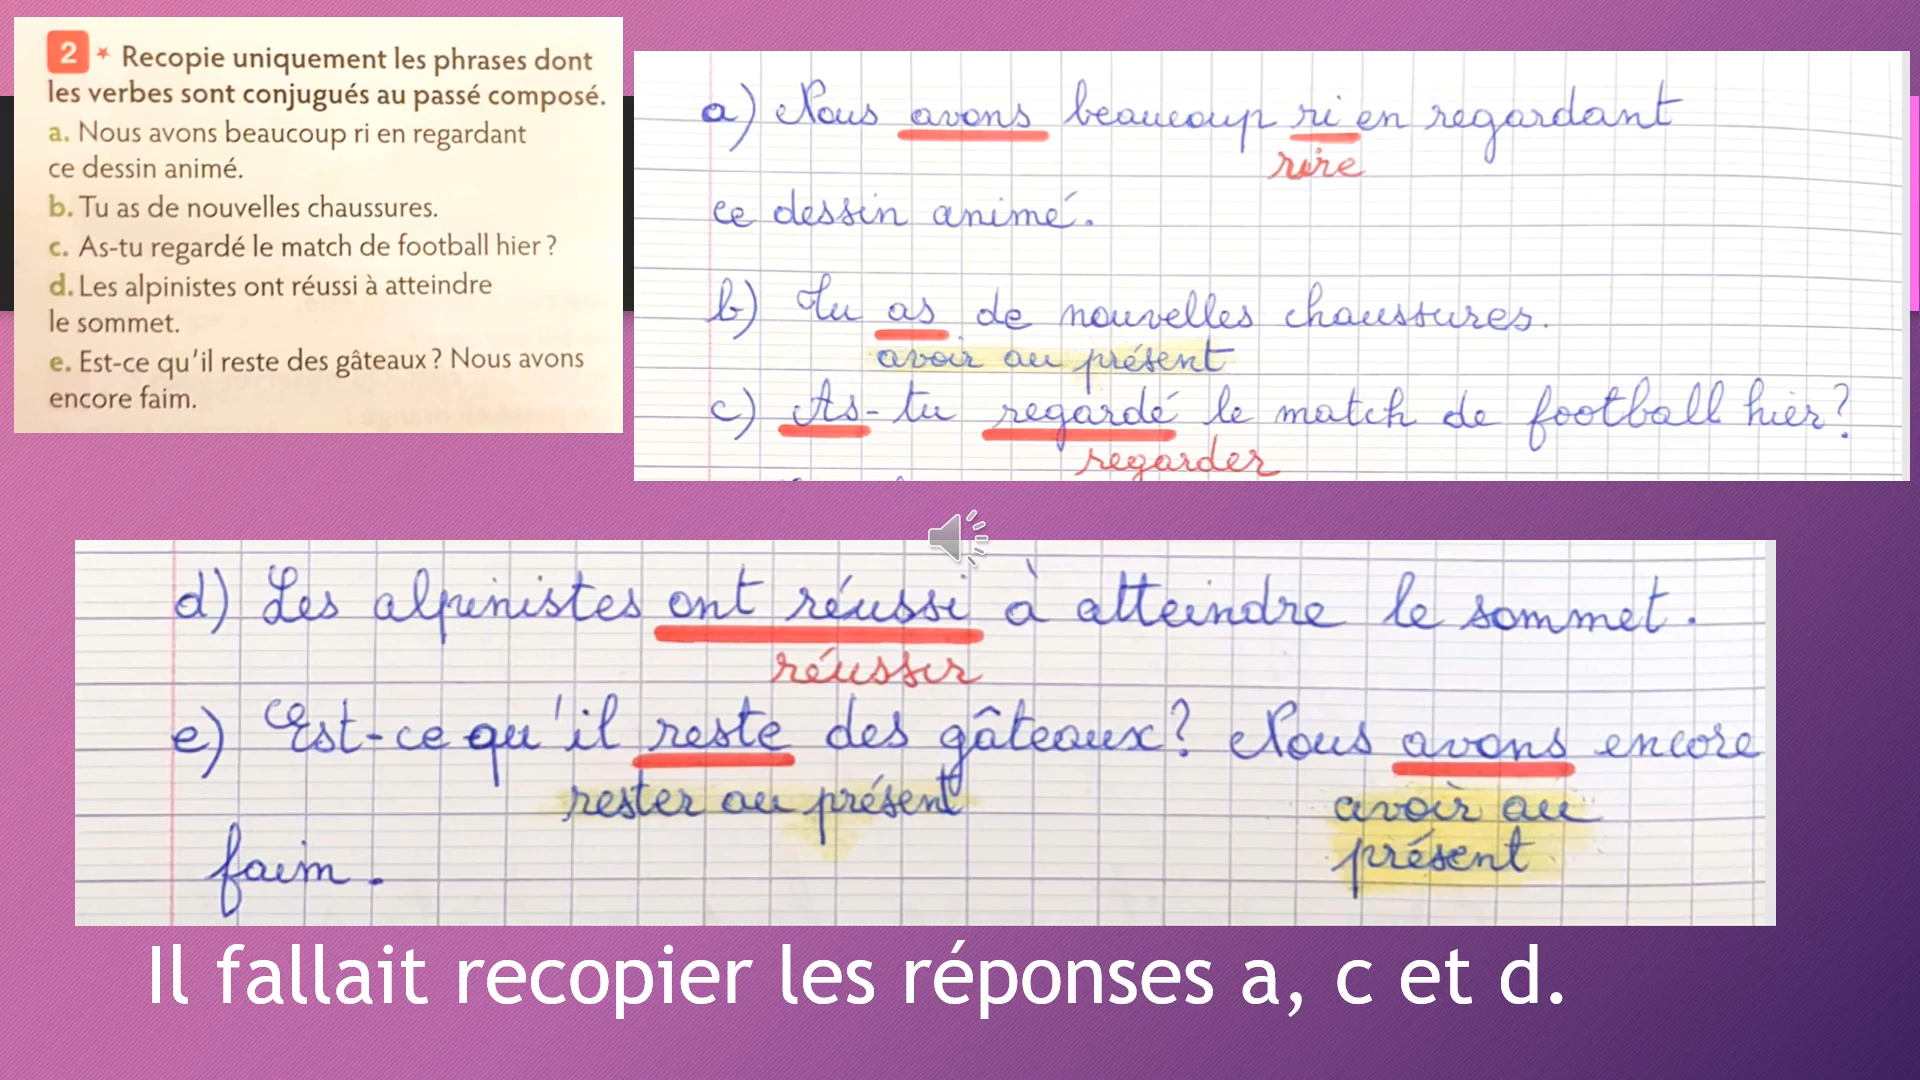 2 * Recopie uniquement les phrases dont
les verbes sont conjugués au passé composé.
a. Nous avons beaucoup ri en regardant
ce dessin animé.
b. Tu as de nouvelles chaussures.
c. As-tu regardé le match de football hier ?
d. Les alpinistes ont réussi à atteindre
le sommet.
e. Est-ce qu'il reste des gâteaux ? Nous avons
encore faim.
a) Nous avons beaucoup ri en regardant
rire
ce dessin animé.
b) Tu as de nouvelles chaussures.
avoir au présent
c) As-tu regardé le match de football hier ?
regarder
d) Les alpinistes ont réussi à atteindre le sommet.
réussir
e) Est-ce qu'il reste des gâteaux ? Nous avons encore
rester au présent avoir au
présent
faim.
Il fallait recopier les réponses a, c et d.